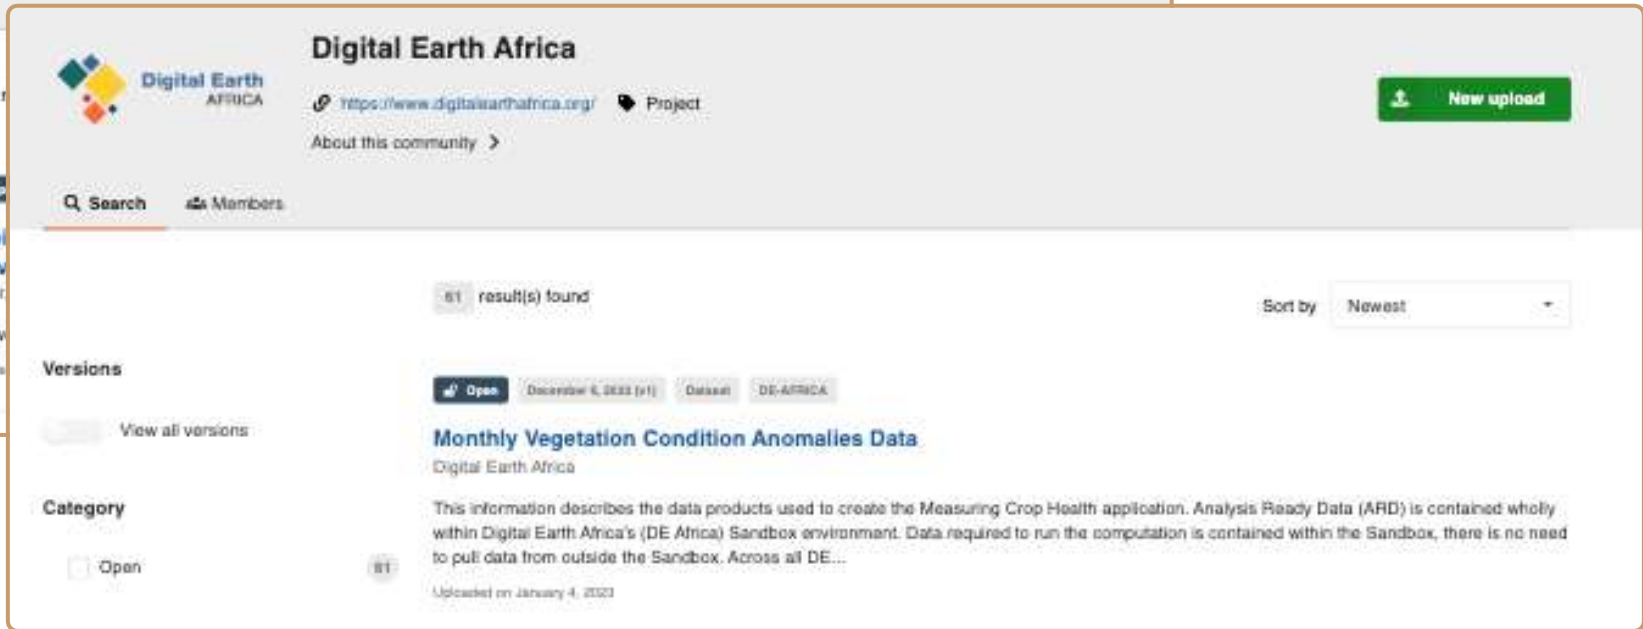 Digital Earth Africa
Digital Earth
AFRICA
https://www.digitalearthafrica.org/ Project
New upload
About this community
Search Members
61 result(s) found
Sort by Newest
Versions
Open December 6, (v1) Dataset DE-AFRICA
View all versions
Monthly Vegetation Condition Anomalies Data
Digital Earth Africa
Category
This information describes the data products used to create the Measuring Crop Health application. Analysis Ready Data (ARD) is contained wholly
within Digital Earth Africa's (DE Africa) Sandbox environment. Data required to run the computation is contained within the Sandbox, there is no need
to pull data from outside the Sandbox. Across all DE...
Open 61
Uploaded on January 4, 2023